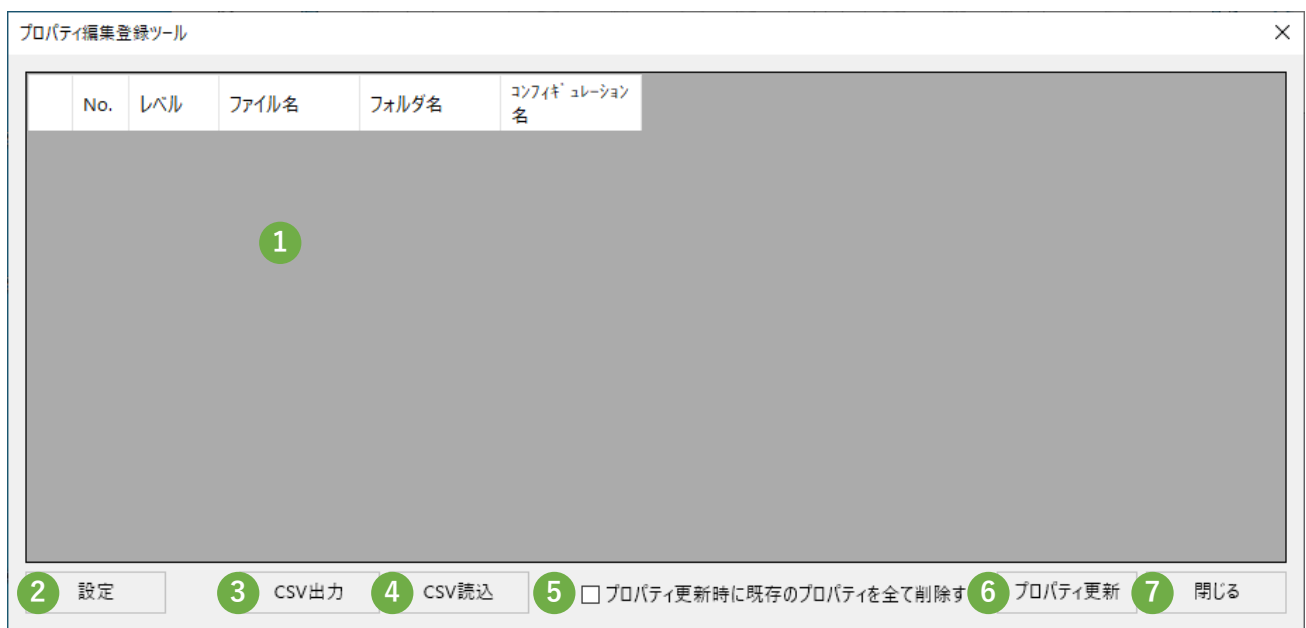 プロパティ編集登録ツール
No. レベル ファイル名 フォルダ名 ｺﾝﾌｨｷﾞｭﾚｰｼｮﾝ
名
1
2 設定 3 CSV出力 4 CSV読込 5 プロパティ更新時に既存のプロパティを全て削除す 6 プロパティ更新 7 閉じる